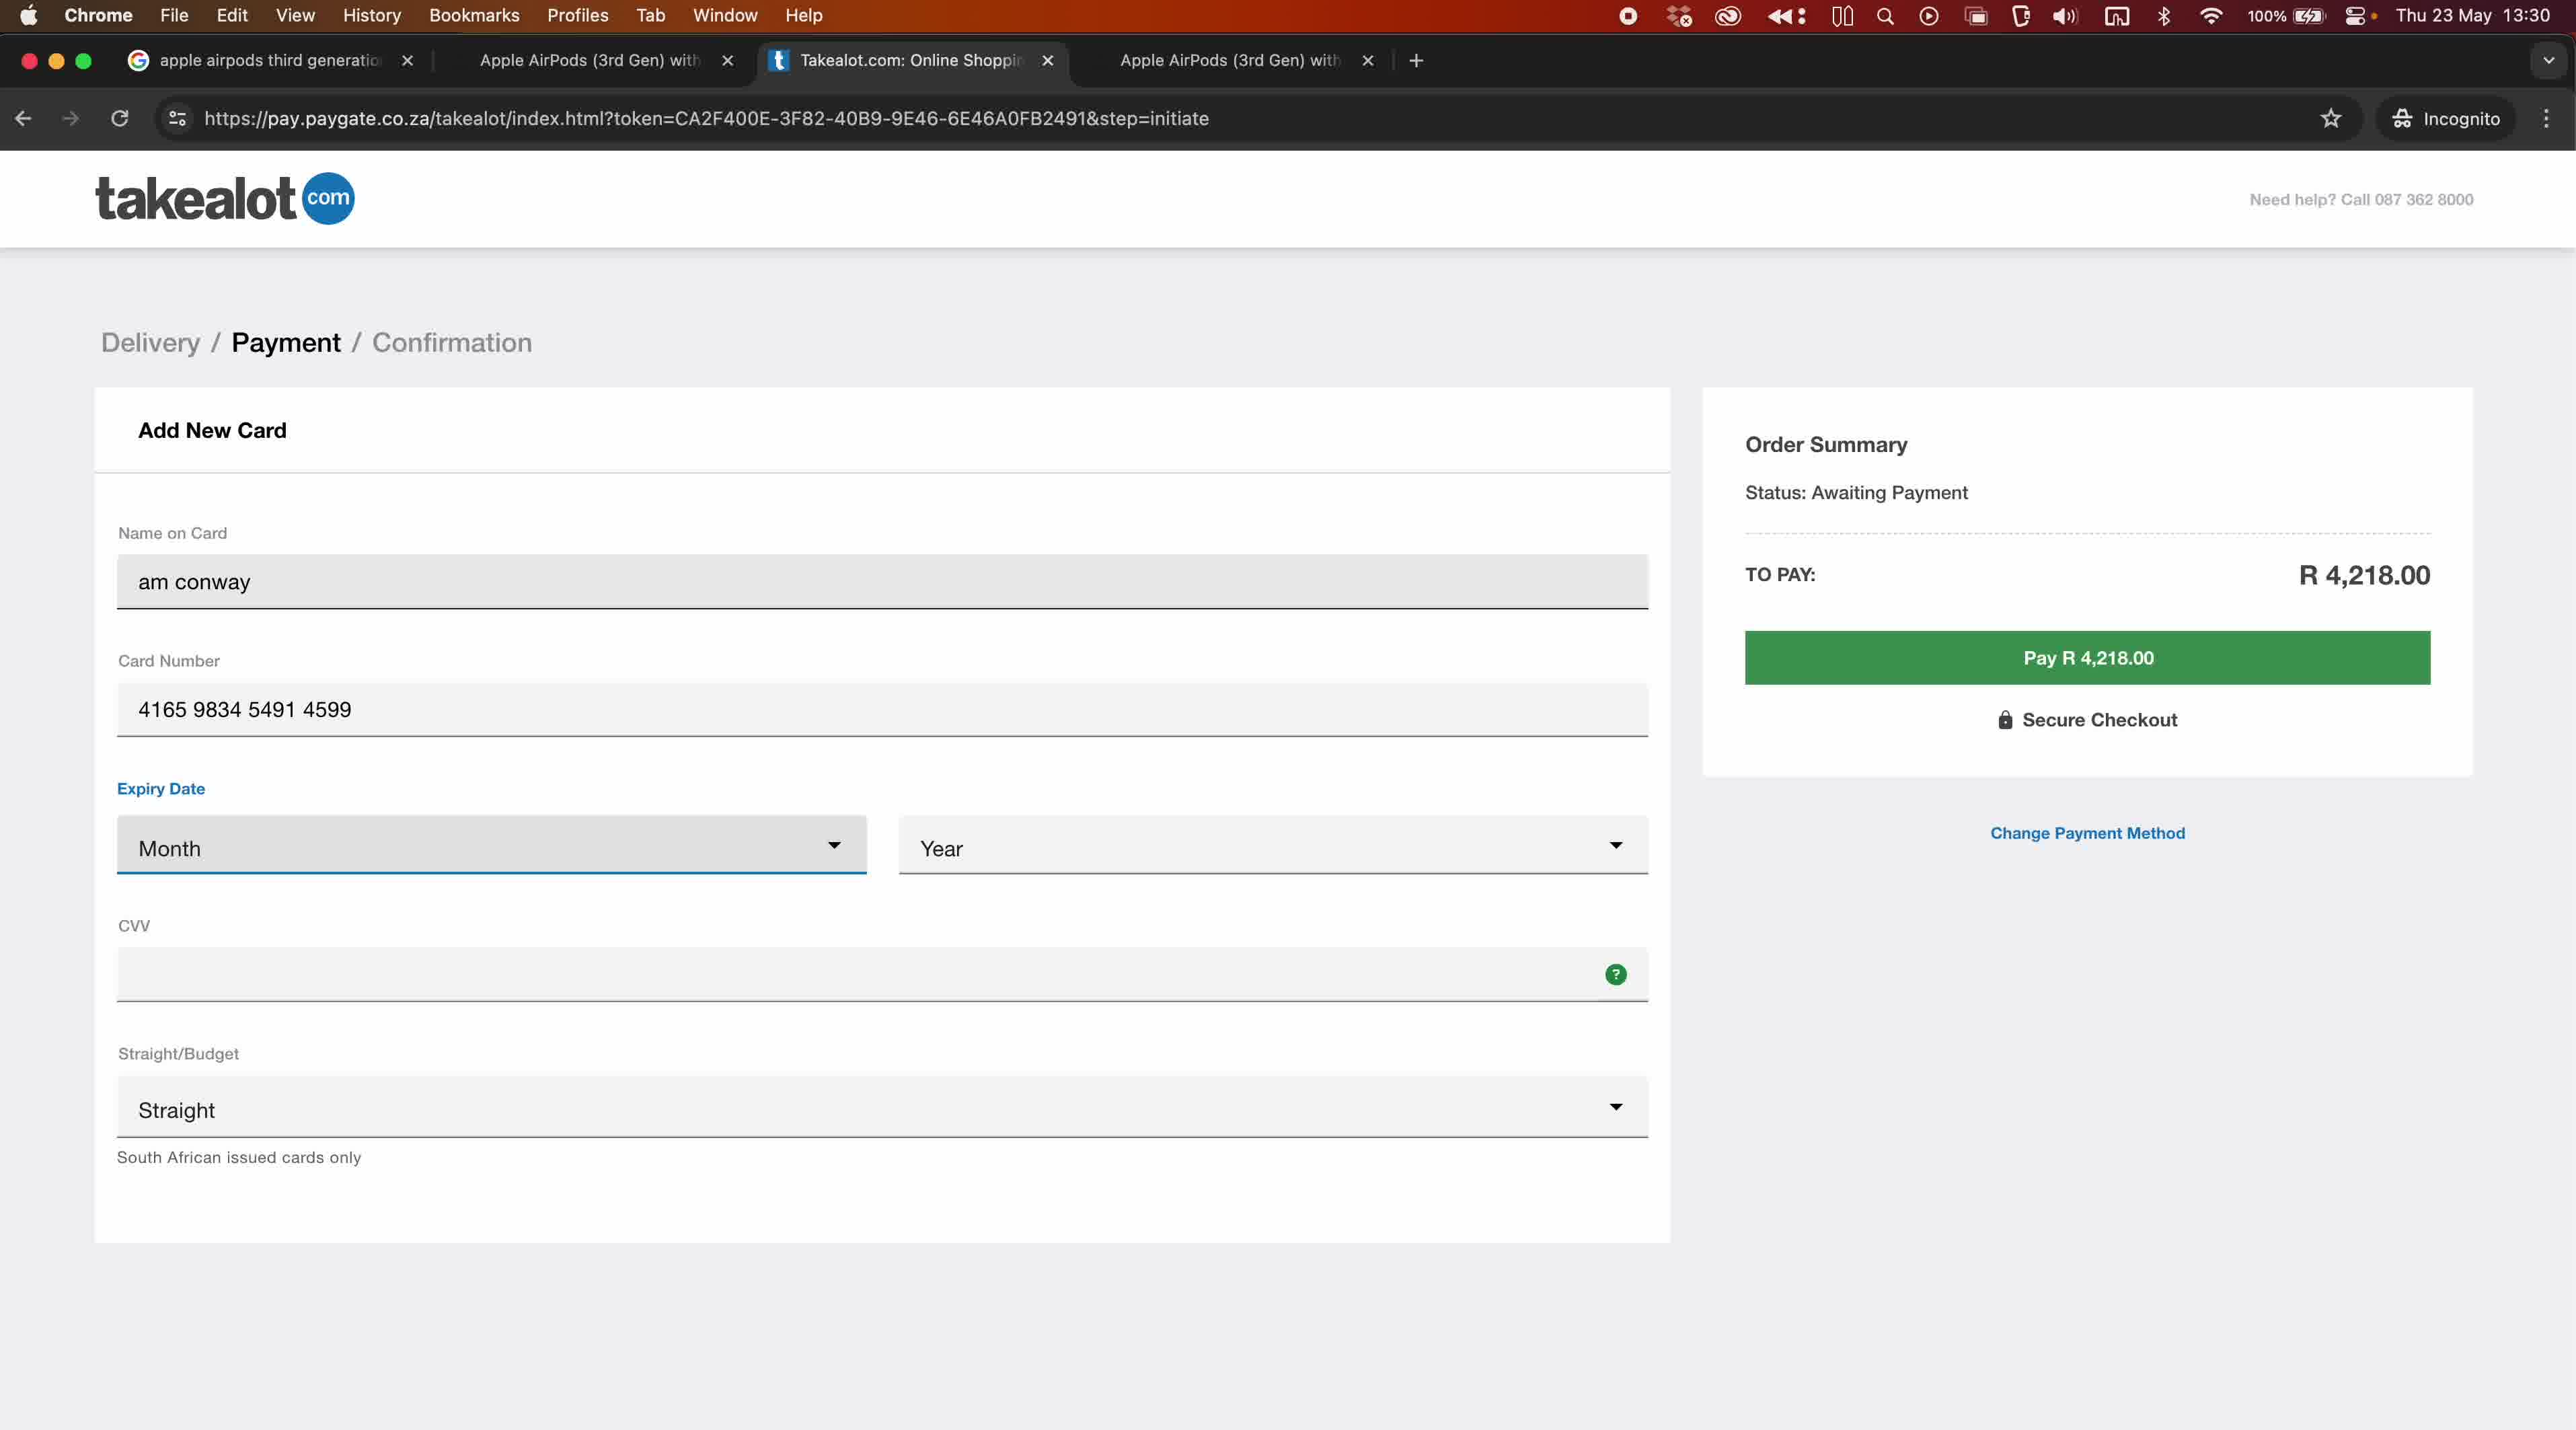 Chrome File Edit View History Bookmarks Profiles Tab Window Help 100% Thu 23 May 13:30
apple airpods third generatio Apple AirPods (3rd Gen) with Takealot.com: Online Shoppin Apple AirPods (3rd Gen) with
https://pay.paygate.co.za/takealot/index.html?token=CA2F400E-3F82-40B9-9E46-6E46A0FB2491&step=initiate Incognito
takealot com
Need help? Call 087 362 8000
Delivery / Payment / Confirmation
Add New Card
Name on Card
am conway
Card Number
4165 9834 5491 4599
Expiry Date
Month Year
CVV
?
Straight/Budget
Straight
South African issued cards only
Order Summary
Status: Awaiting Payment
TO PAY: R 4,218.00
Pay R 4,218.00
Secure Checkout
Change Payment Method